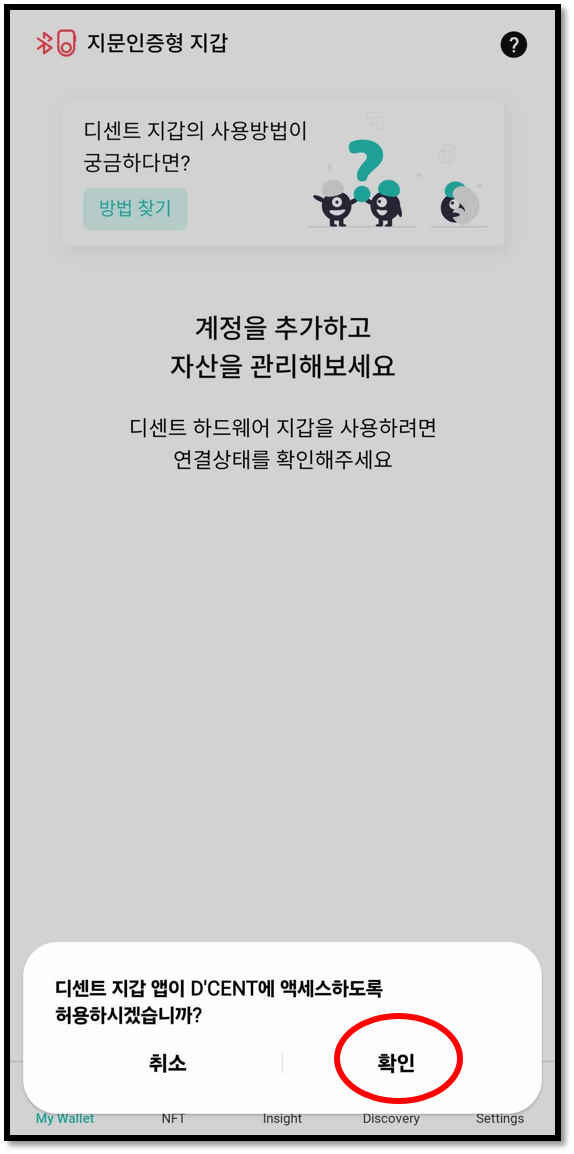 지문인증형 지갑
?
디센트 지갑의 사용방법이
궁금하다면?
방법 찾기
계정을 추가하고
자산을 관리해보세요
디센트 하드웨어 지갑을 사용하려면
연결상태를 확인해주세요
디센트 지갑 앱이 D'CENT에 액세스하도록
허용하시겠습니까?
취소 확인
My Wallet NFT Insight Discovery Settings